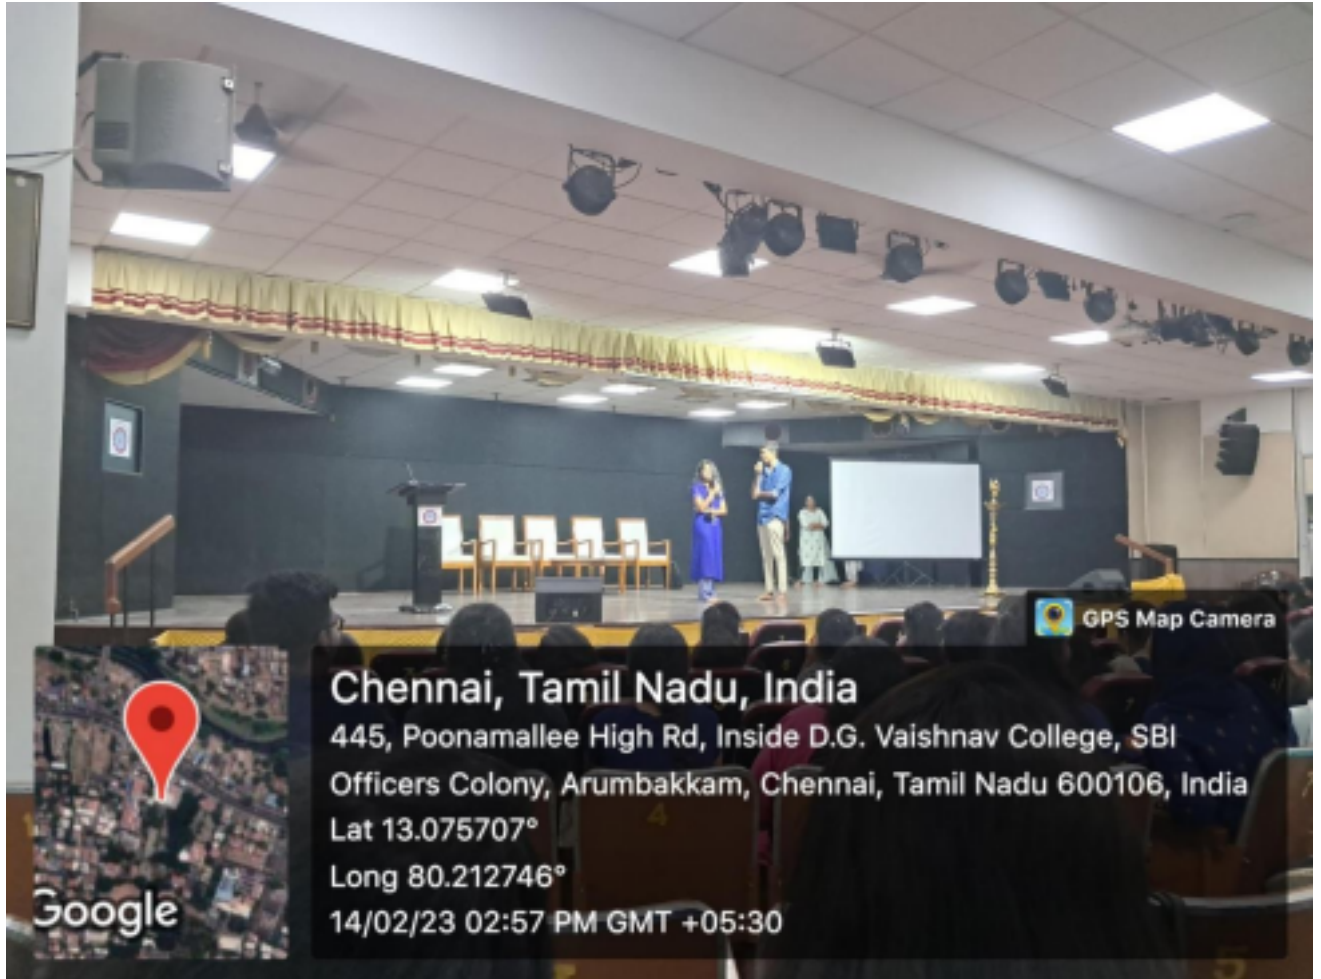 GPS Map Camera
Chennai, Tamil Nadu, India
445, Poonamallee High Rd, Inside D.G. Vaishnav College, SBI
Officers Colony, Arumbakkam, Chennai, Tamil Nadu 600106, India
Lat 13.075707°
Long 80.212746°
14/02/23 02:57 PM GMT +05:30
Google
4
5